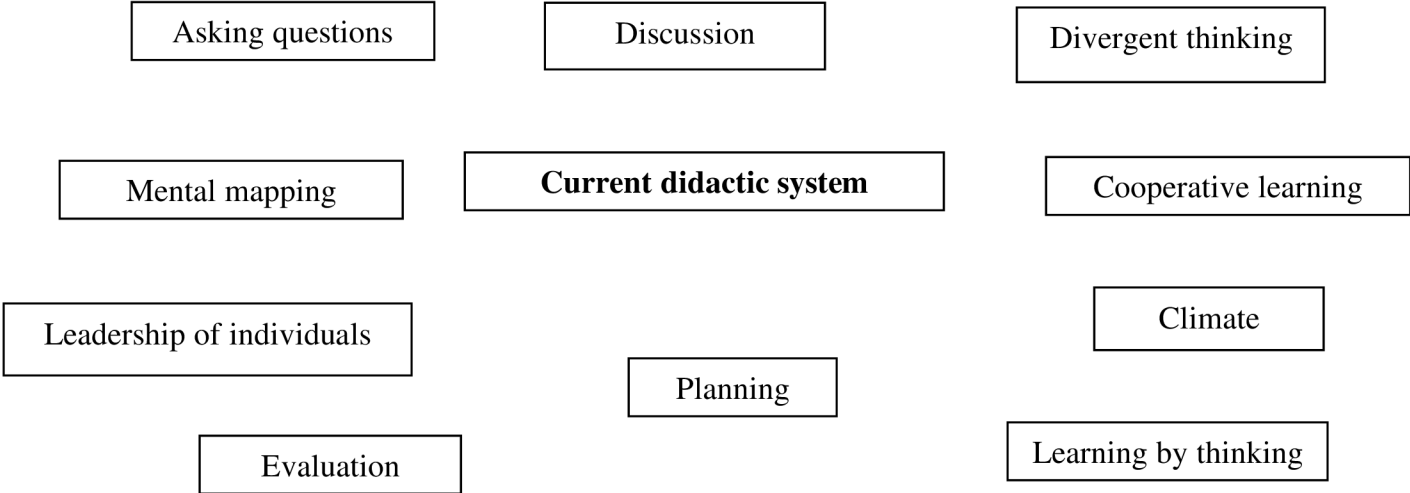 Asking questions
Discussion
Divergent thinking
Mental mapping
Current didactic system
Cooperative learning
Leadership of individuals
Climate
Planning
Evaluation
Learning by thinking